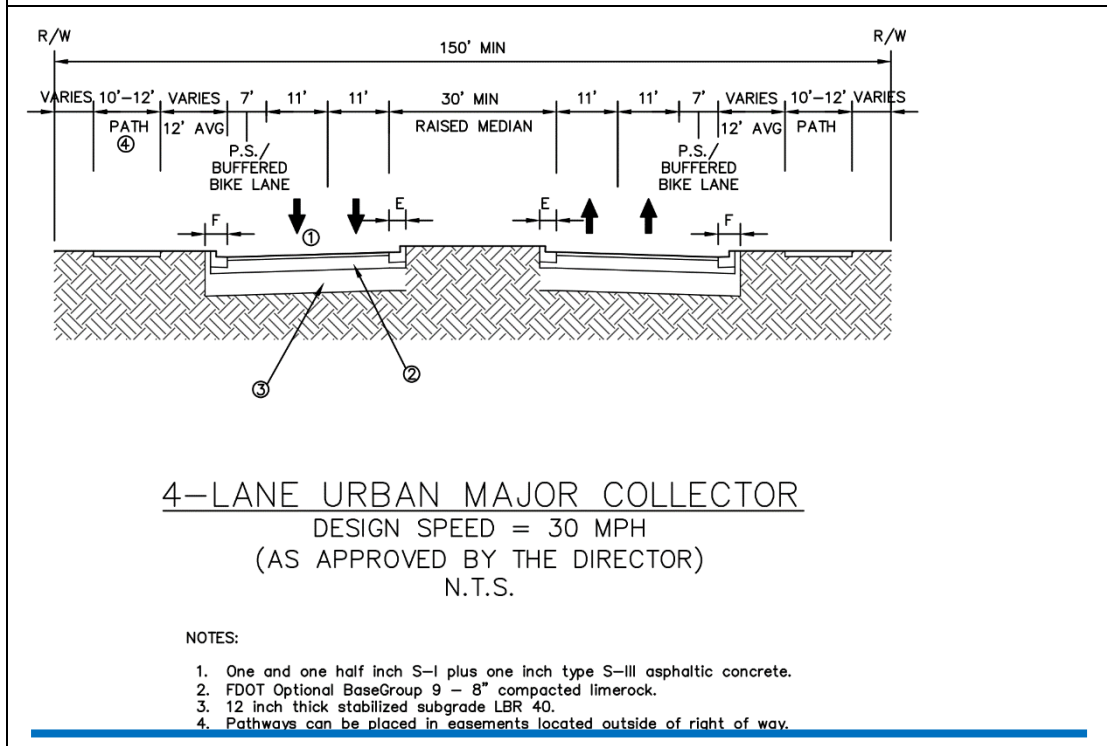 R/W R/W
150' MIN
VARIES 10'-12' VARIES 7' 11' 11' 30' MIN 11' 11' 7' VARIES 10'-12' VARIES
PATH 12' AVG RAISED MEDIAN 12' AVG PATH
④
P.S./ P.S./
BUFFERED BUFFERED
BIKE LANE BIKE LANE
F E E F
①
③ ②
4-LANE URBAN MAJOR COLLECTOR
DESIGN SPEED = 30 MPH
(AS APPROVED BY THE DIRECTOR)
N.T.S.
NOTES:
1. One and one half inch S-I plus one inch type S-III asphaltic concrete.
2. FDOT Optional BaseGroup 9 - 8" compacted limerock.
3. 12 inch thick stabilized subgrade LBR 40.
4. Pathways can be placed in easements located outside of right of way.